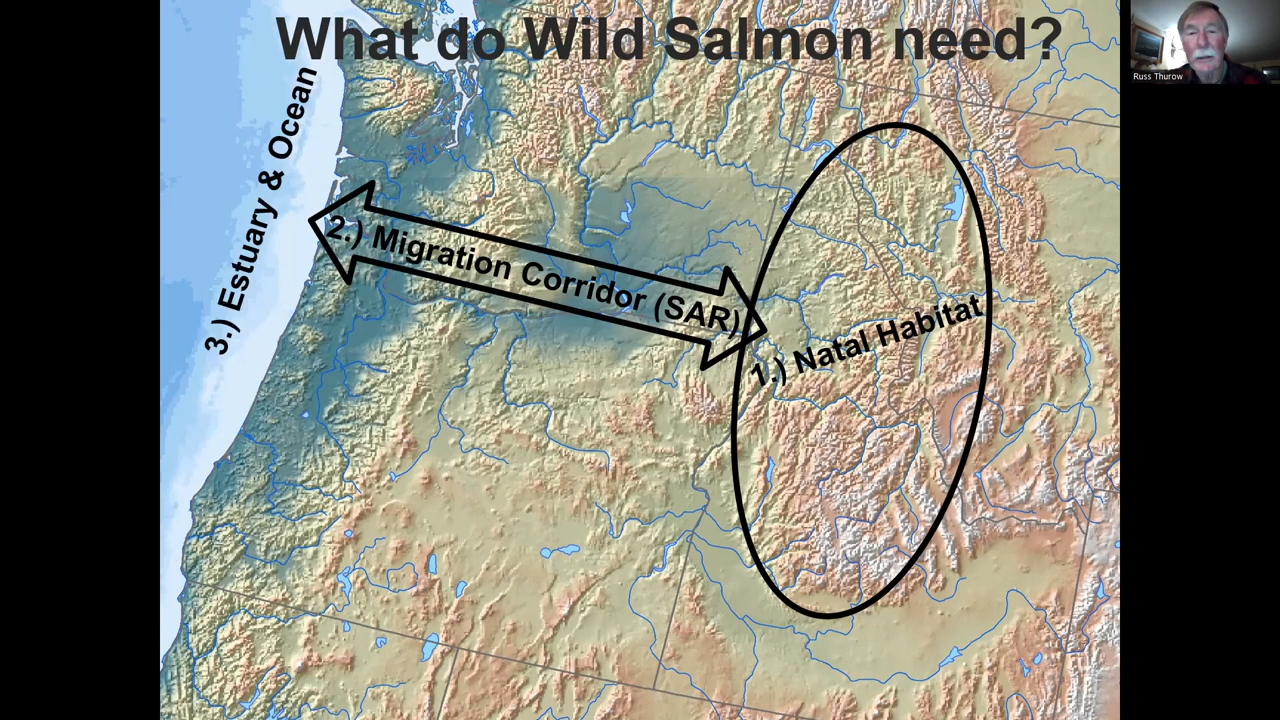 What do Wild Salmon need?
Russ Thurow
3.) Estuary & Ocean
2.) Migration Corridor (SAR)
1.) Natal Habitat